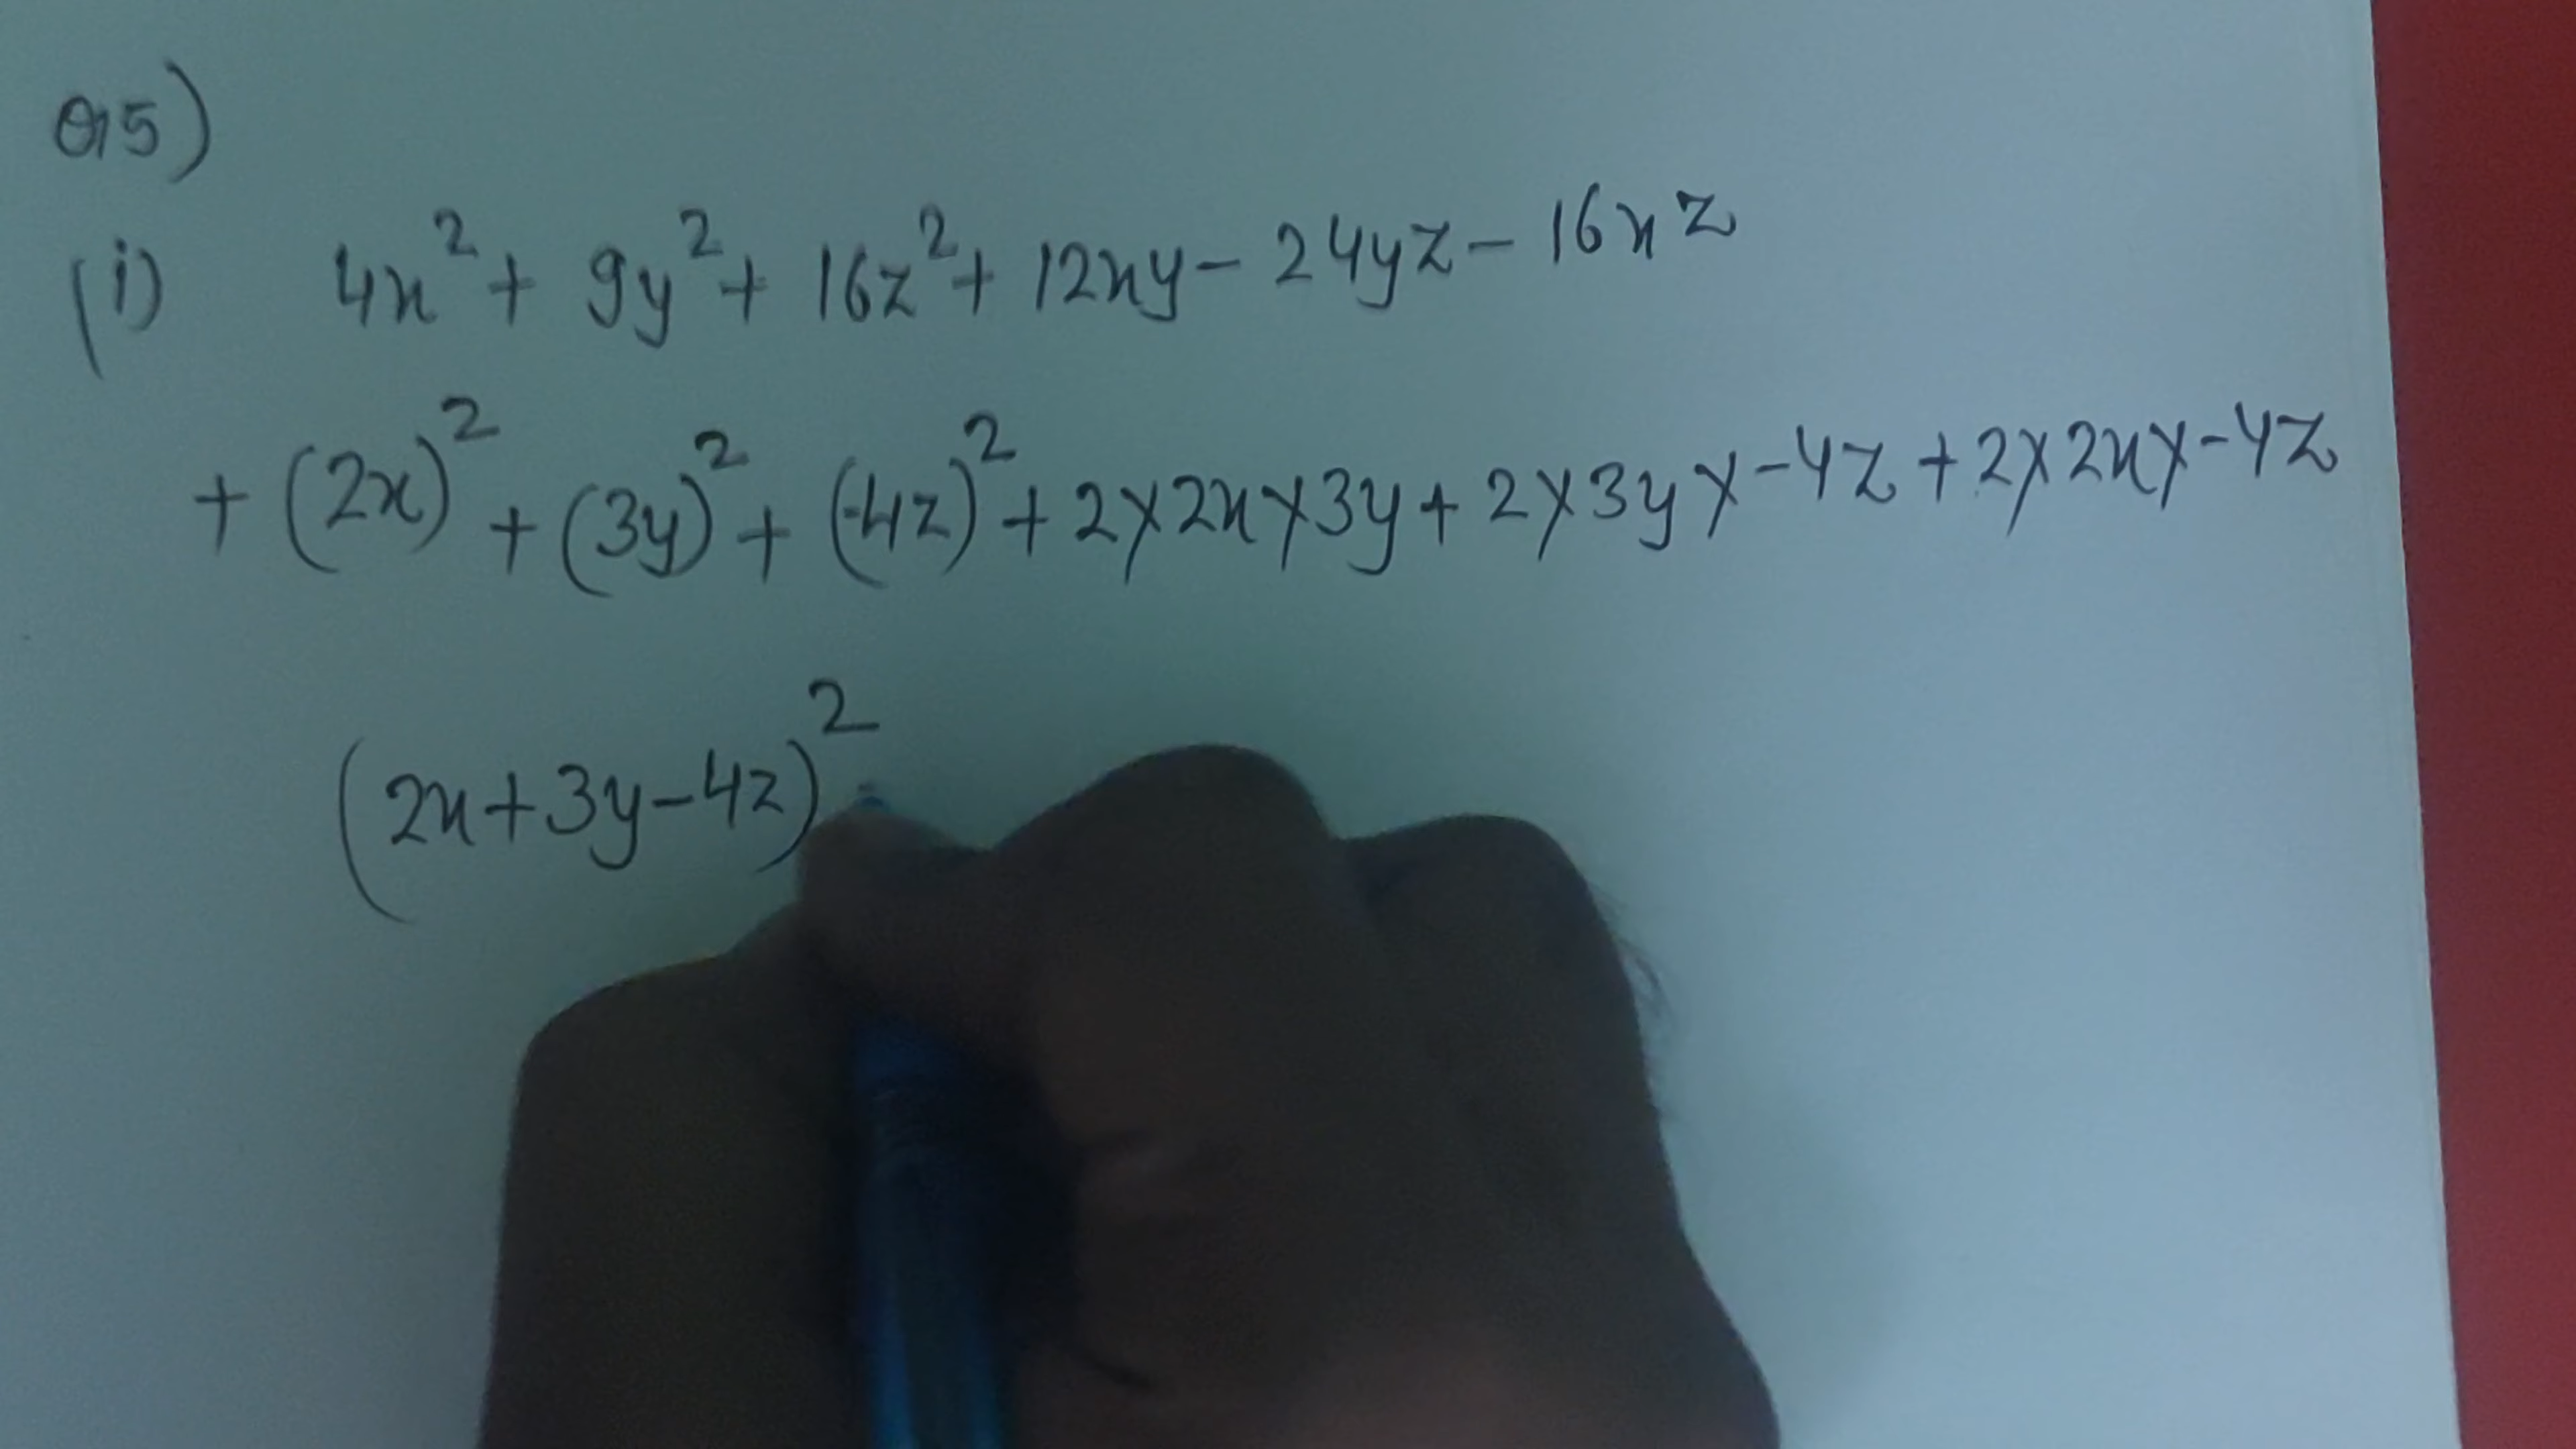 Q5)
(i) 4x² + 9y² + 16z² + 12xy - 24yz - 16xz
+ (2x)² + (3y)² + (-4z)² + 2×2x×3y + 2×3y×-4z + 2×2x×-4z
(2x+3y-4z)²